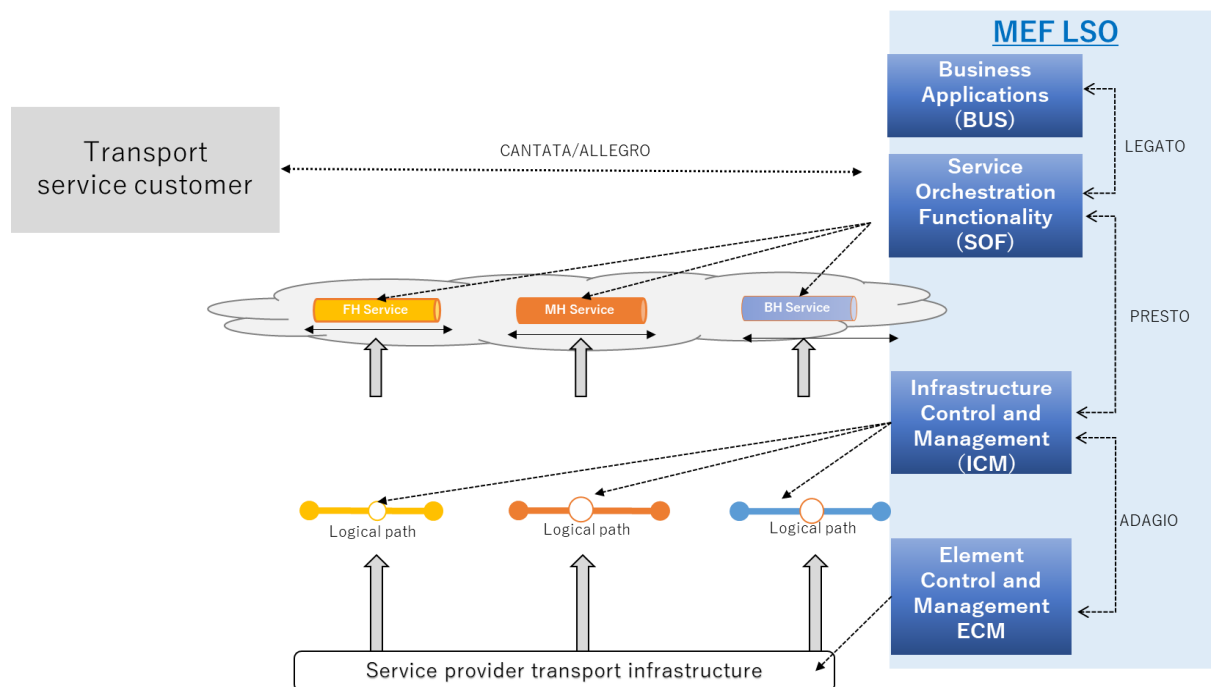 MEF LSO
Business
Applications
(BUS)
LEGATO
Transport
service customer
CANTATA/ALLEGRO
Service
Orchestration
Functionality
(SOF)
FH Service
MH Service
BH Service
PRESTO
Infrastructure
Control and
Management
(ICM)
Logical path
Logical path
Logical path
ADAGIO
Element
Control and
Management
ECM
Service provider transport infrastructure